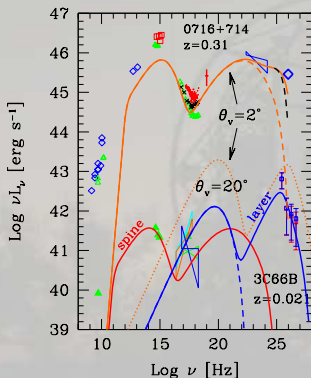 47
46
45
44
43
42
41
40
39
Log νL_ν [erg s⁻¹]
0716+714
z=0.31
θ_v=2°
θ_v=20°
spine
layer
3C66B
z=0.021
10 15 20 25
Log ν [Hz]